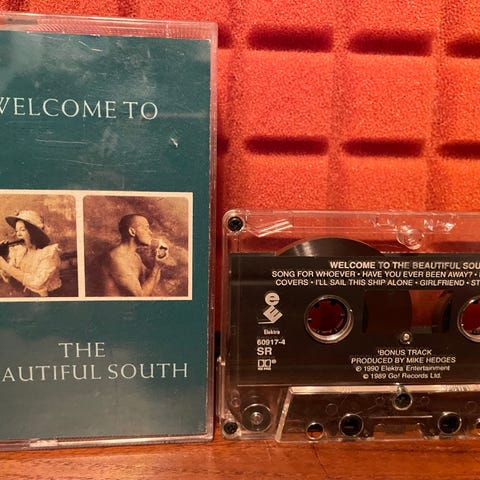 WELCOME TO
THE
BEAUTIFUL SOUTH
WELCOME TO THE BEAUTIFUL SOU
SONG FOR WHOEVER • HAVE YOU EVER BEEN AWAY? •
COVERS • I'LL SAIL THIS SHIP ALONE • GIRLFRIEND • ST
Elektra
60917-4
SR
*BONUS TRACK
PRODUCED BY MIKE HEDGES
℗ 1990 Elektra Entertainment
© 1989 Go! Records Ltd.